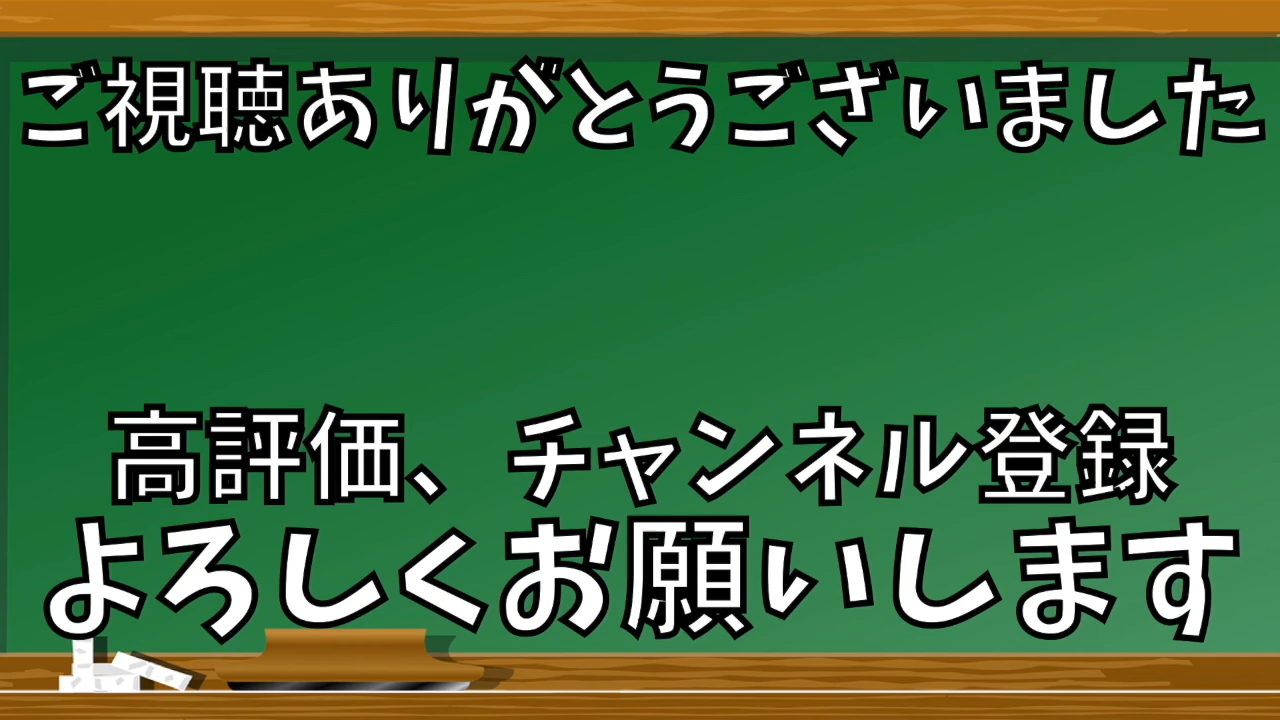 ご視聴ありがとうございました
高評価、チャンネル登録
よろしくお願いします